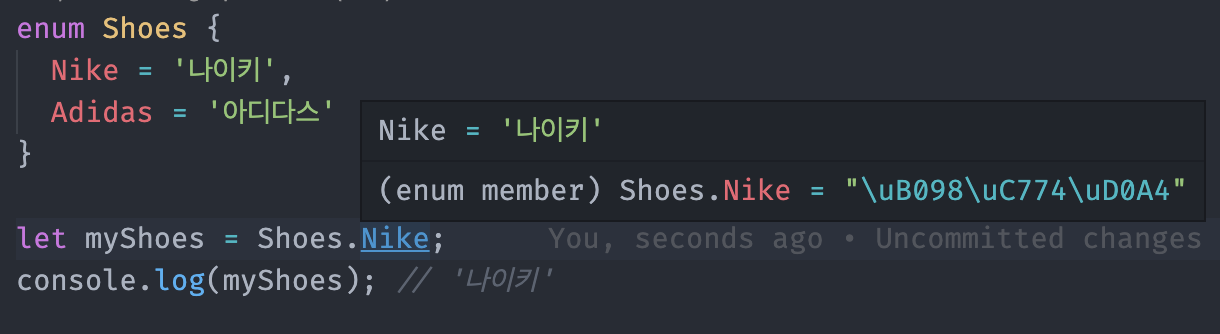 enum Shoes {
Nike = '나이키',
Adidas = '아디다스'
}
Nike = '나이키'
(enum member) Shoes.Nike = "\uB098\uC774\uD0A4"
let myShoes = Shoes.Nike; You, seconds ago • Uncommitted changes
console.log(myShoes); // '나이키'